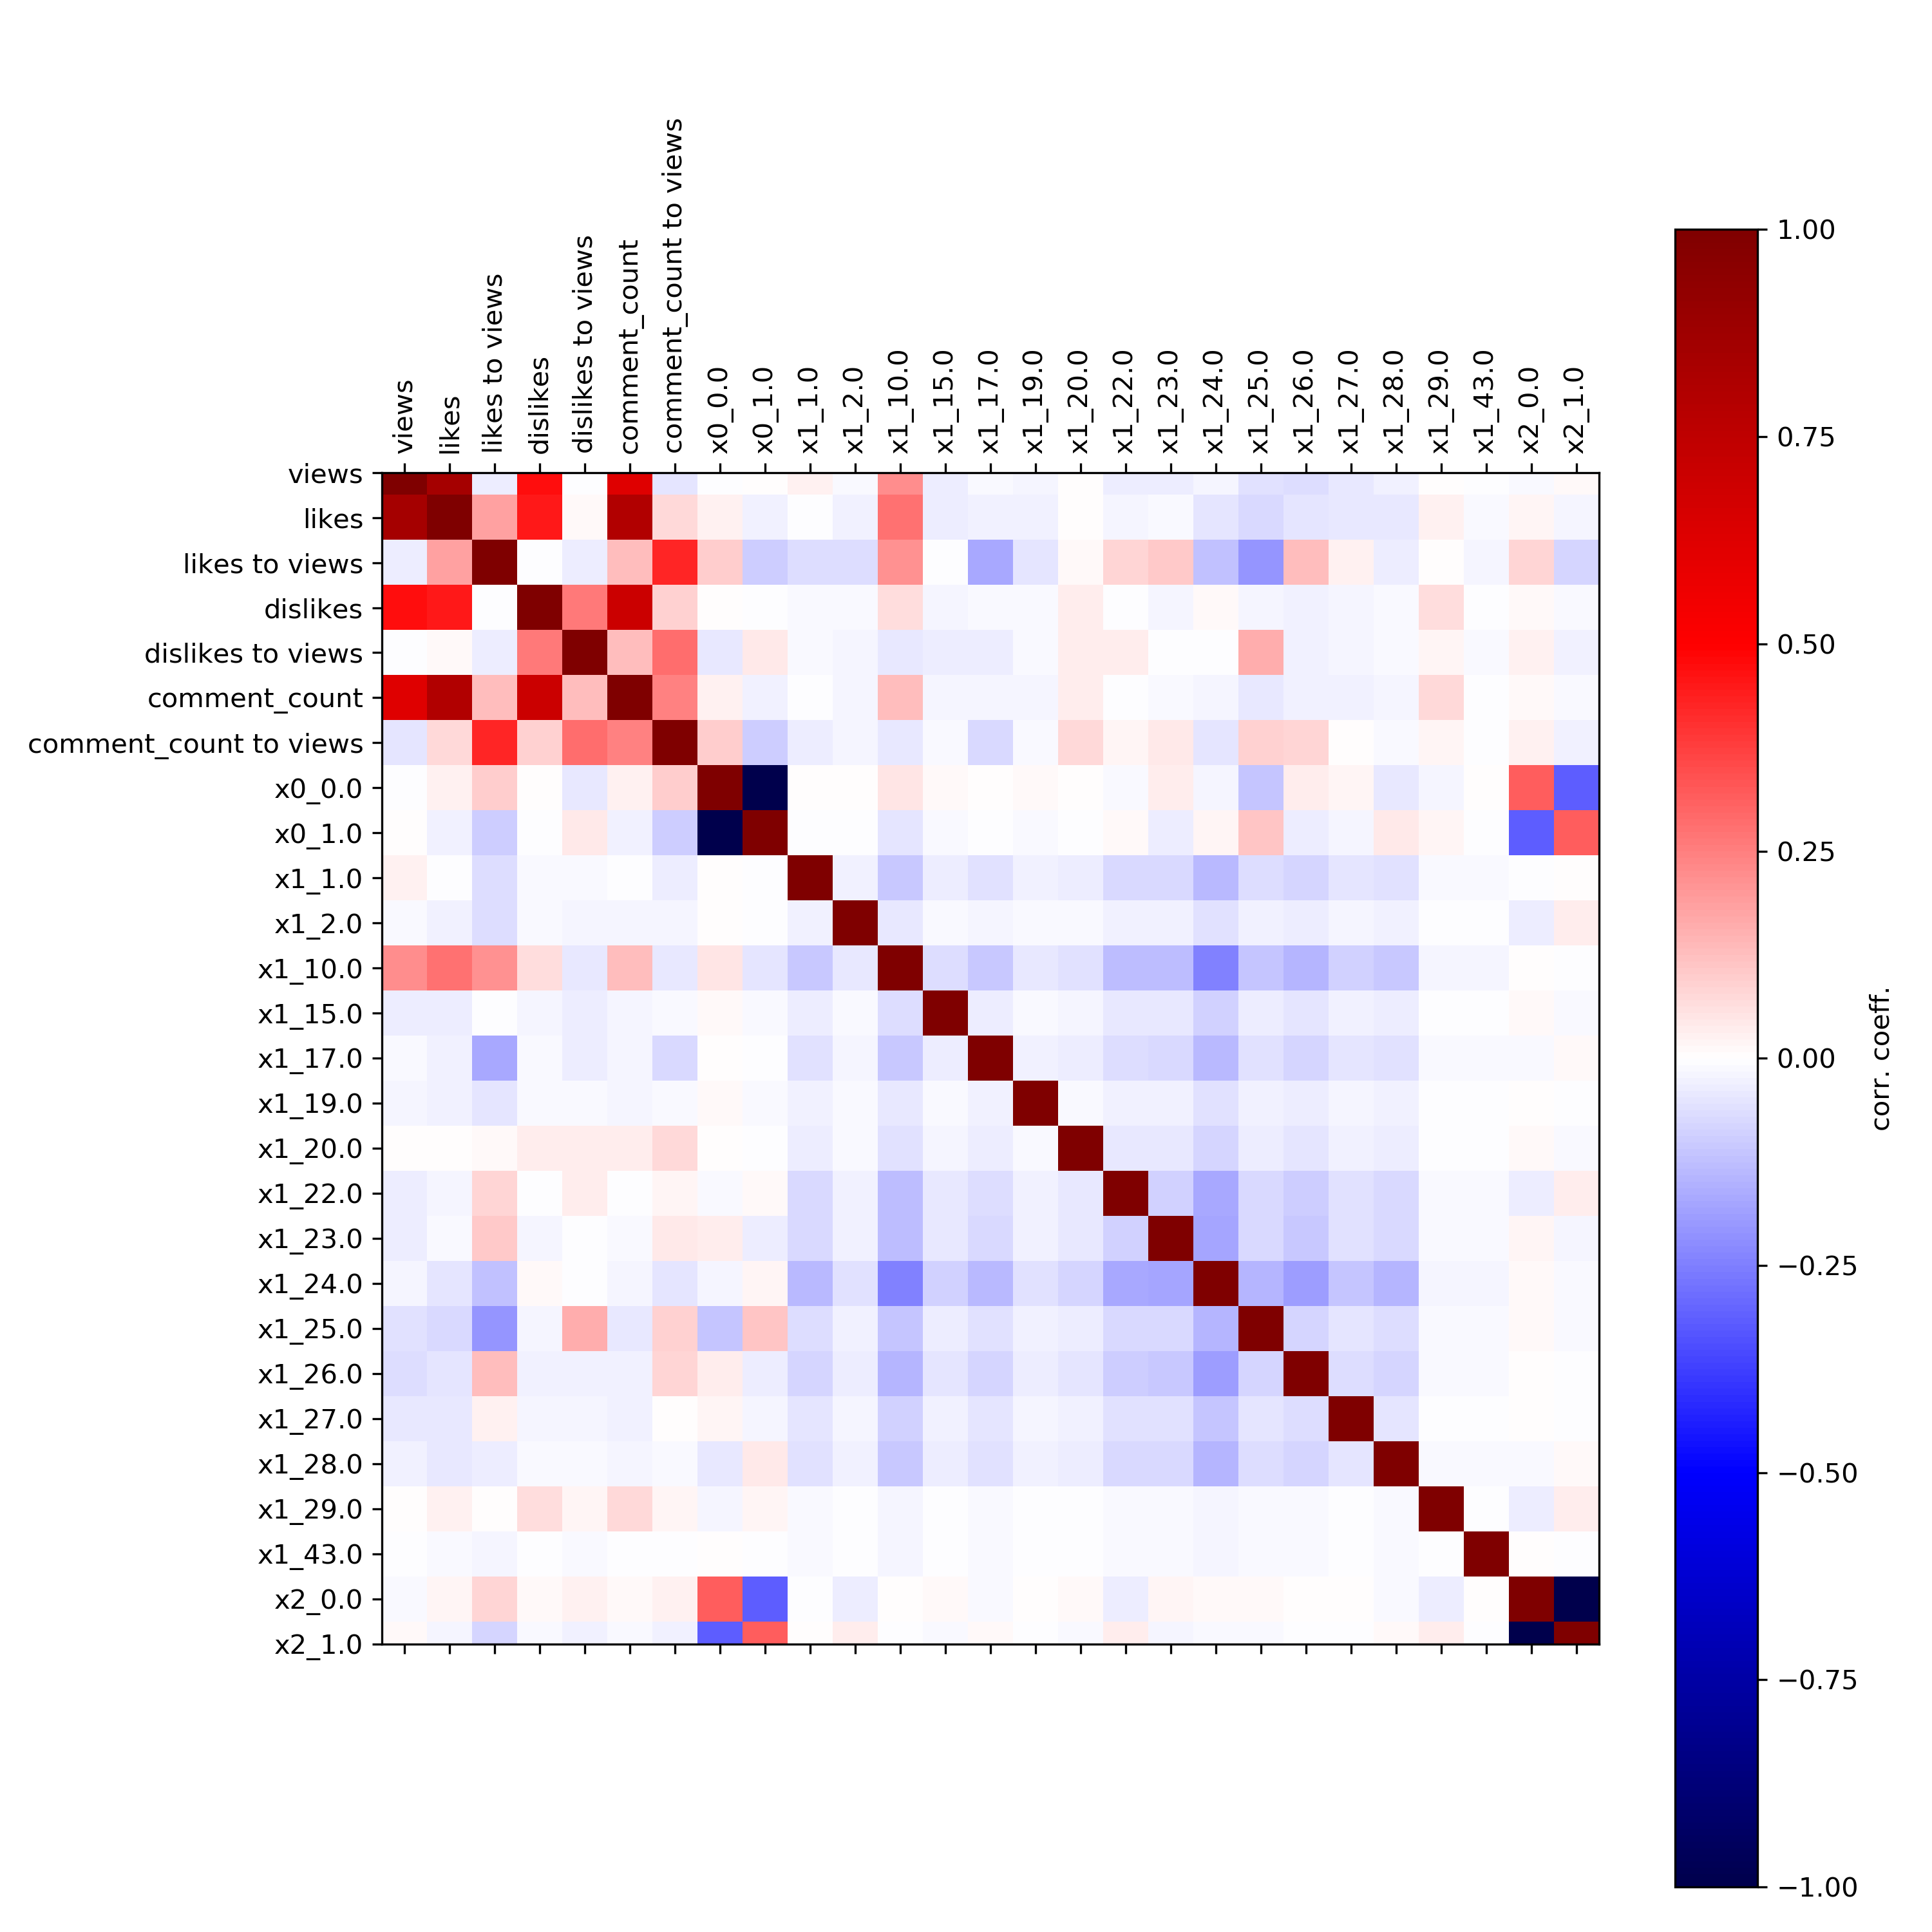 views
likes
likes to views
dislikes
dislikes to views
comment_count
comment_count to views
x0_0.0
x0_1.0
x1_1.0
x1_2.0
x1_10.0
x1_15.0
x1_17.0
x1_19.0
x1_20.0
x1_22.0
x1_23.0
x1_24.0
x1_25.0
x1_26.0
x1_27.0
x1_28.0
x1_29.0
x1_43.0
x2_0.0
x2_1.0
views
likes
likes to views
dislikes
dislikes to views
comment_count
comment_count to views
x0_0.0
x0_1.0
x1_1.0
x1_2.0
x1_10.0
x1_15.0
x1_17.0
x1_19.0
x1_20.0
x1_22.0
x1_23.0
x1_24.0
x1_25.0
x1_26.0
x1_27.0
x1_28.0
x1_29.0
x1_43.0
x2_0.0
x2_1.0
1.00
0.75
0.50
0.25
0.00
−0.25
−0.50
−0.75
−1.00
corr. coeff.